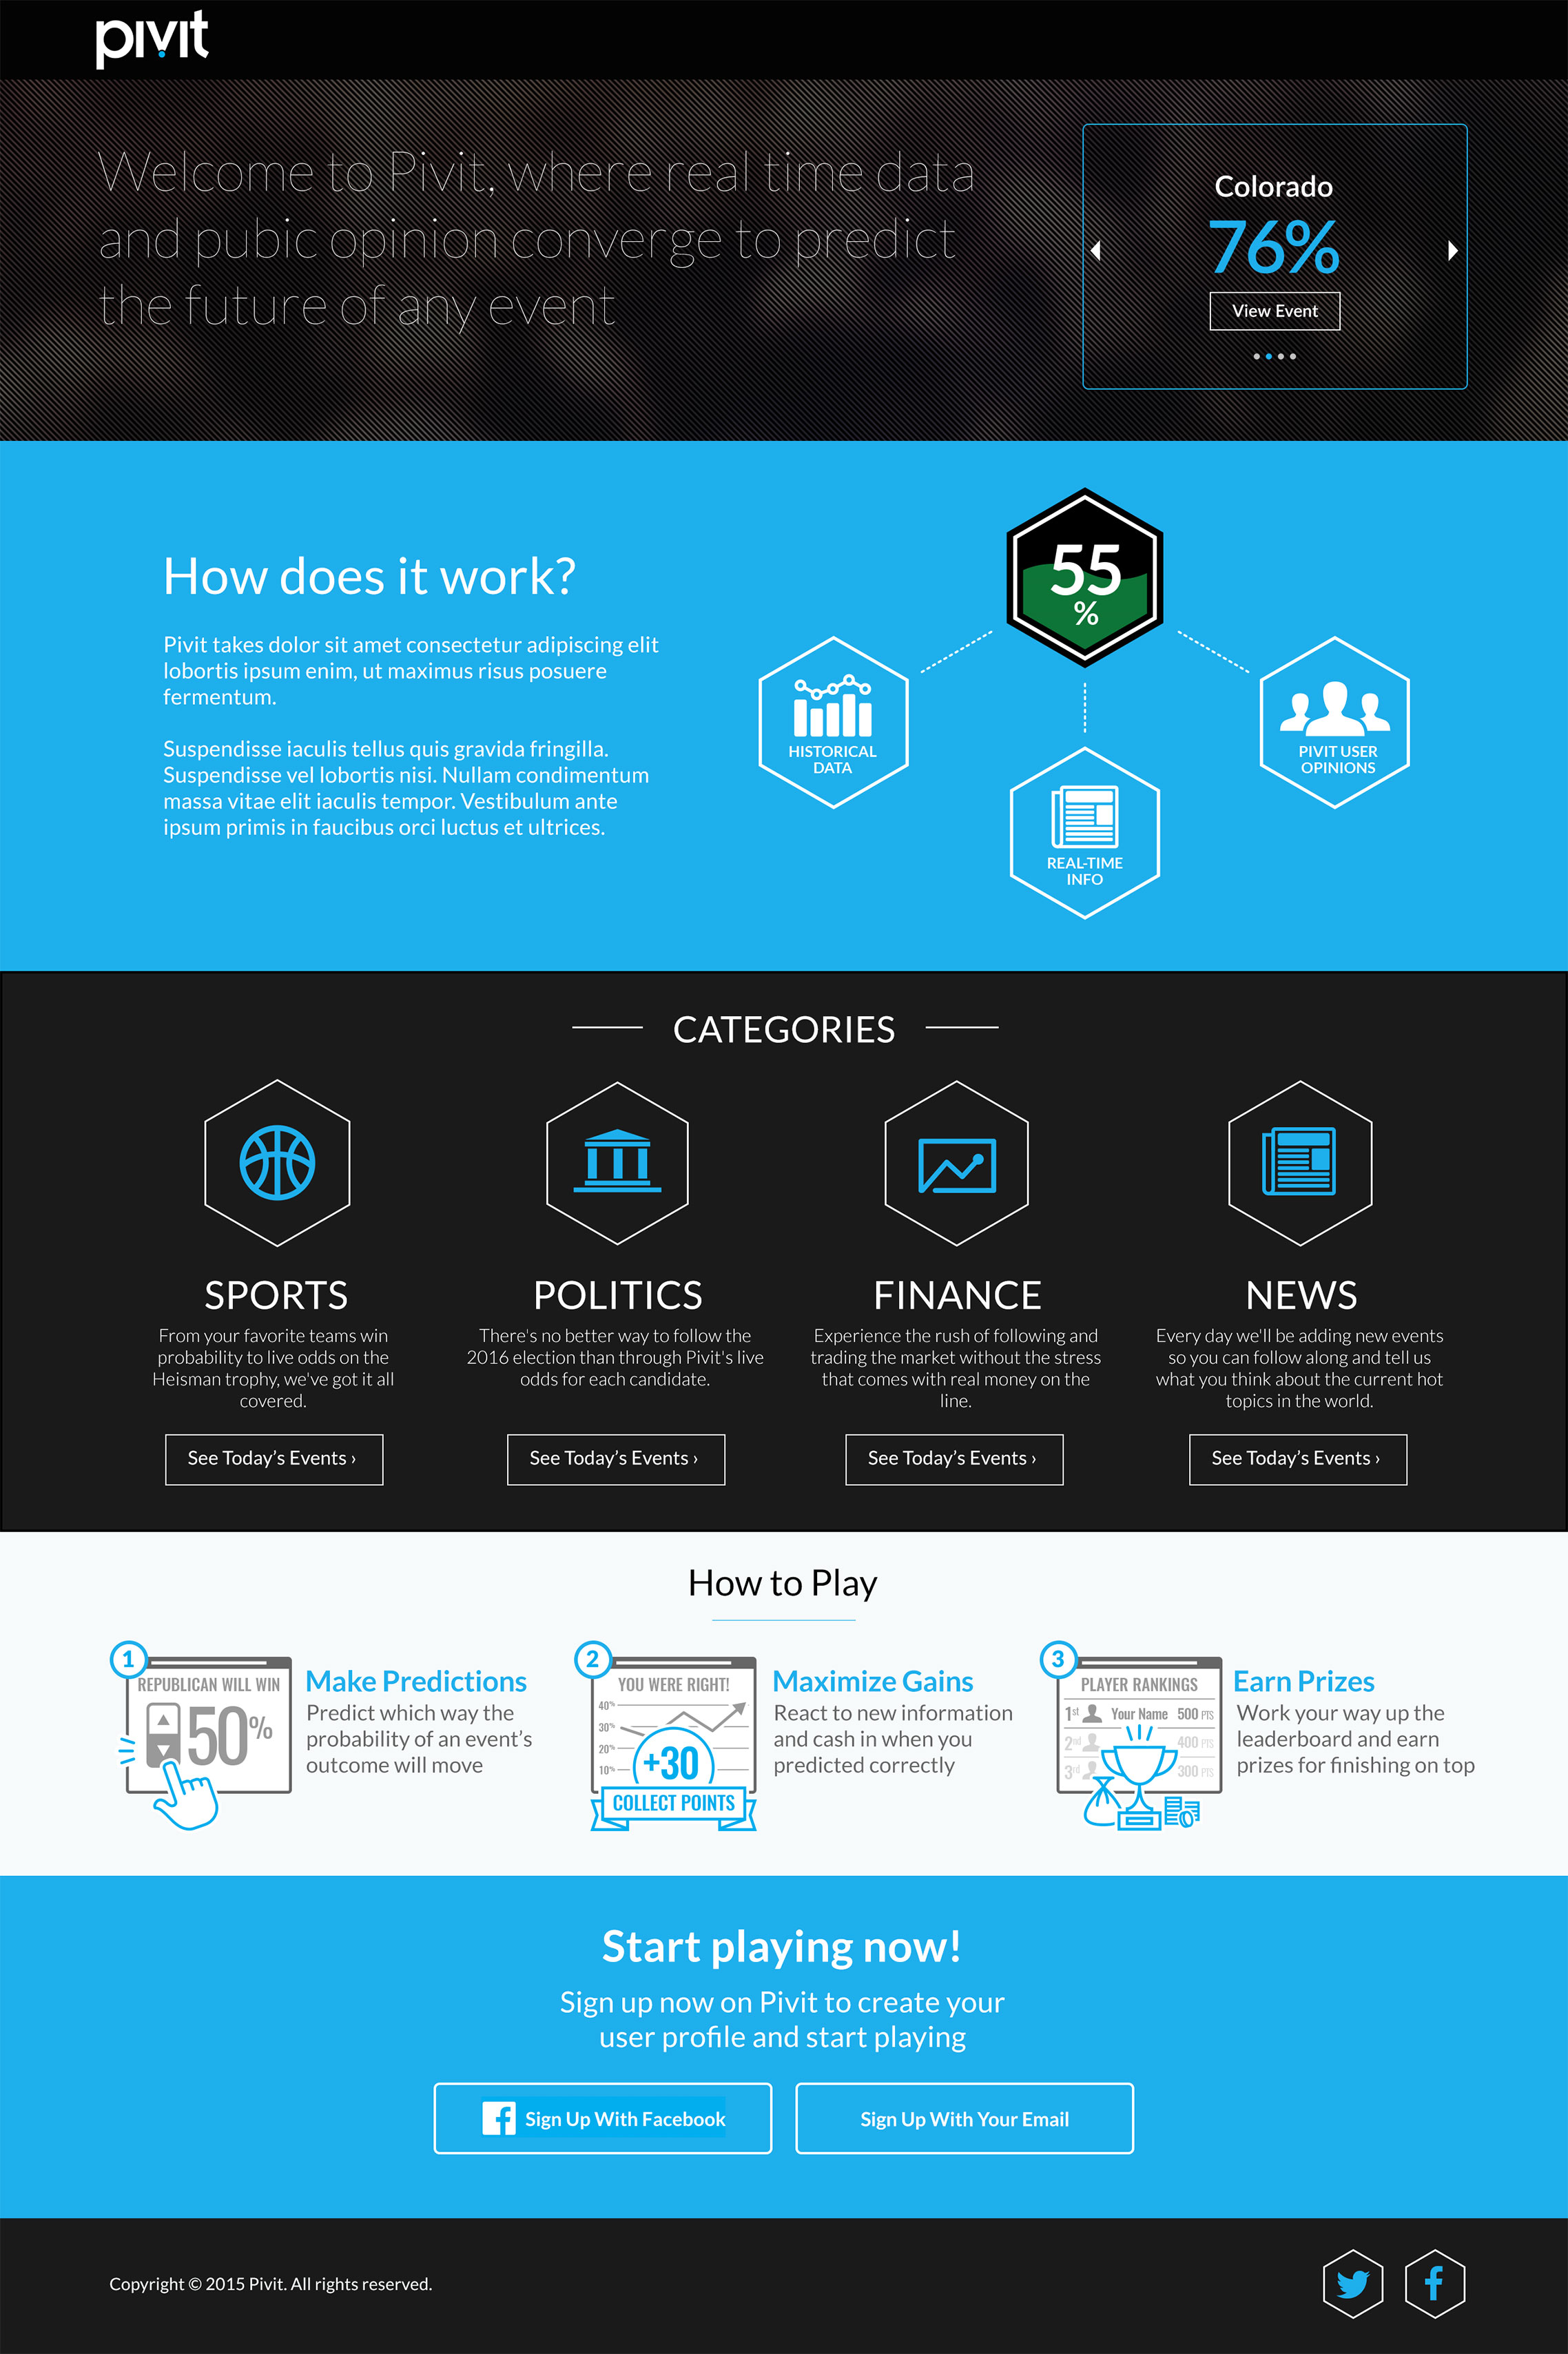 pivit
Welcome to Pivit, where real time data
and pubic opinion converge to predict
the future of any event
Colorado
76%
View Event
How does it work?
Pivit takes dolor sit amet consectetur adipiscing elit
lobortis ipsum enim, ut maximus risus posuere
fermentum.
Suspendisse iaculis tellus quis gravida fringilla.
Suspendisse vel lobortis nisi. Nullam condimentum
massa vitae elit iaculis tempor. Vestibulum ante
ipsum primis in faucibus orci luctus et ultrices.
55
%
HISTORICAL
DATA
REAL-TIME
INFO
PIVIT USER
OPINIONS
CATEGORIES
SPORTS
From your favorite teams win
probability to live odds on the
Heisman trophy, we've got it all
covered.
See Today’s Events ›
POLITICS
There's no better way to follow the
2016 election than through Pivit's live
odds for each candidate.
See Today’s Events ›
FINANCE
Experience the rush of following and
trading the market without the stress
that comes with real money on the
line.
See Today’s Events ›
NEWS
Every day we'll be adding new events
so you can follow along and tell us
what you think about the current hot
topics in the world.
See Today’s Events ›
How to Play
1
REPUBLICAN WILL WIN
50%
Make Predictions
Predict which way the
probability of an event’s
outcome will move
2
YOU WERE RIGHT!
40%
30%
20%
10%
+30
COLLECT POINTS
Maximize Gains
React to new information
and cash in when you
predicted correctly
3
PLAYER RANKINGS
1st Your Name 500 PTS
2nd 400 PTS
3rd 300 PTS
Earn Prizes
Work your way up the
leaderboard and earn
prizes for finishing on top
Start playing now!
Sign up now on Pivit to create your
user profile and start playing
Sign Up With Facebook
Sign Up With Your Email
Copyright © 2015 Pivit. All rights reserved.